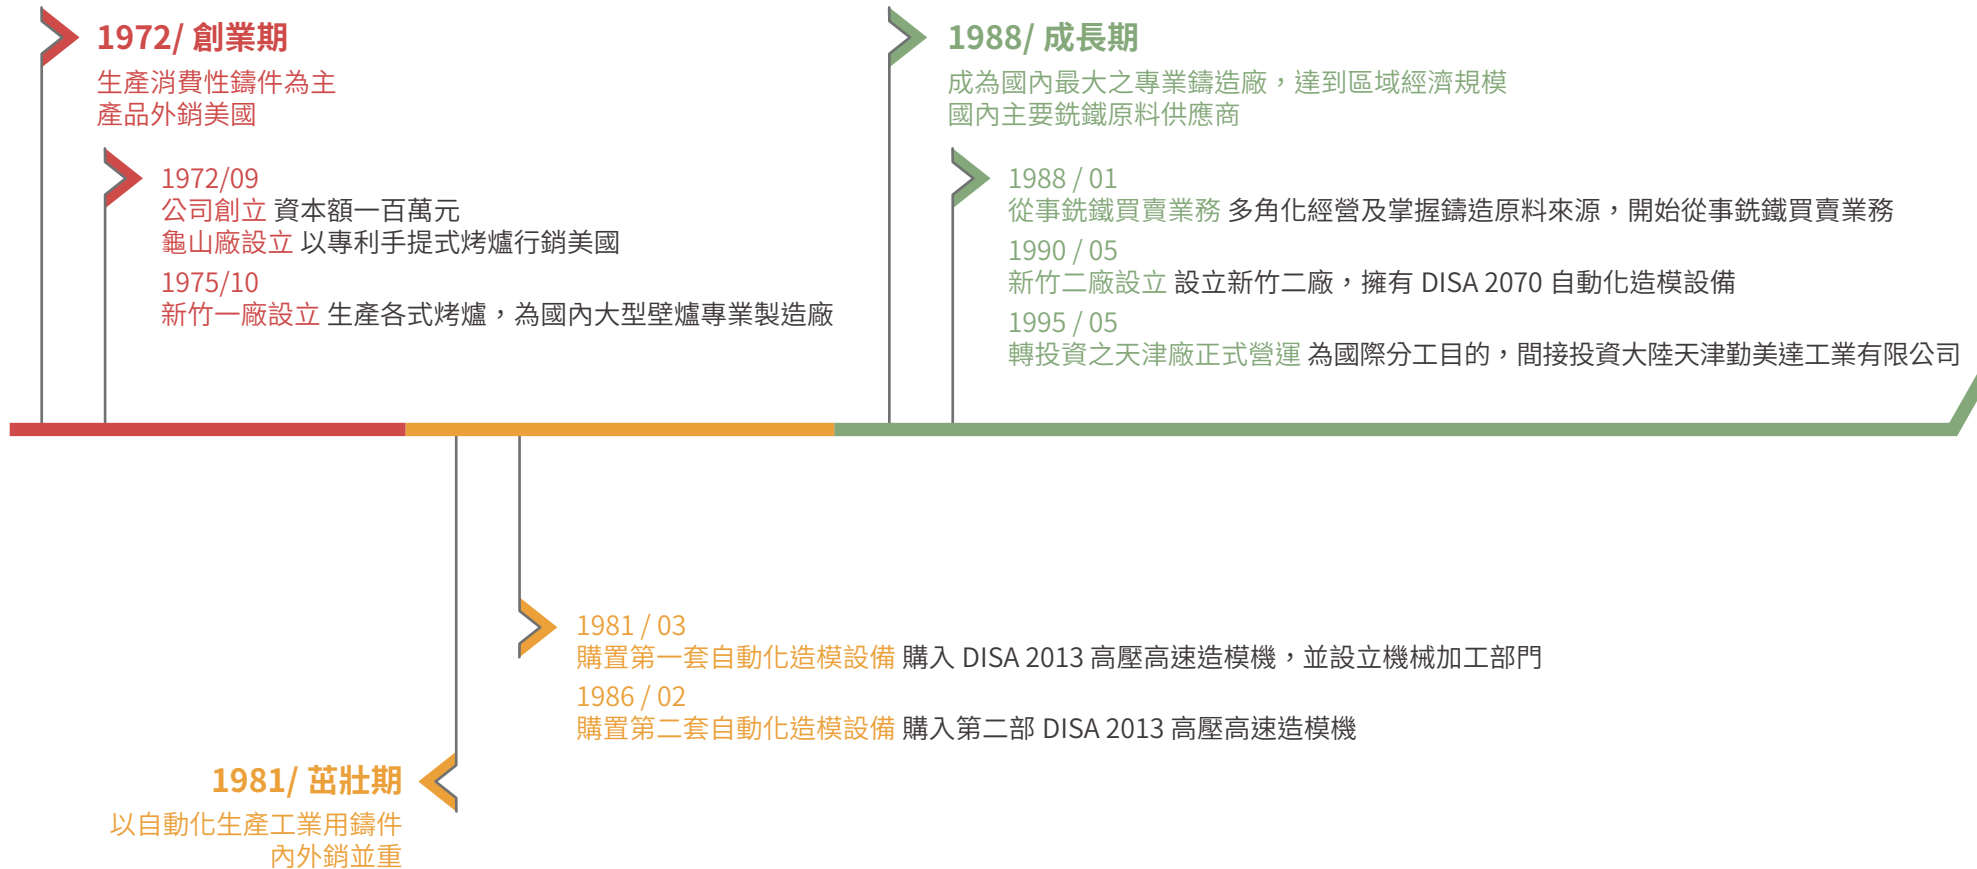 1972/ 創業期
生產消費性鑄件為主
產品外銷美國
1972/09
公司創立 資本額一百萬元
龜山廠設立 以專利手提式烤爐行銷美國
1975/10
新竹一廠設立 生產各式烤爐，為國內大型壁爐專業製造廠
1981/ 茁壯期
以自動化生產工業用鑄件
內外銷並重
1981 / 03
購置第一套自動化造模設備 購入 DISA 2013 高壓高速造模機，並設立機械加工部門
1986 / 02
購置第二套自動化造模設備 購入第二部 DISA 2013 高壓高速造模機
1988/ 成長期
成為國內最大之專業鑄造廠，達到區域經濟規模
國內主要銑鐵原料供應商
1988 / 01
從事銑鐵買賣業務 多角化經營及掌握鑄造原料來源，開始從事銑鐵買賣業務
1990 / 05
新竹二廠設立 設立新竹二廠，擁有 DISA 2070 自動化造模設備
1995 / 05
轉投資之天津廠正式營運 為國際分工目的，間接投資大陸天津勤美達工業有限公司